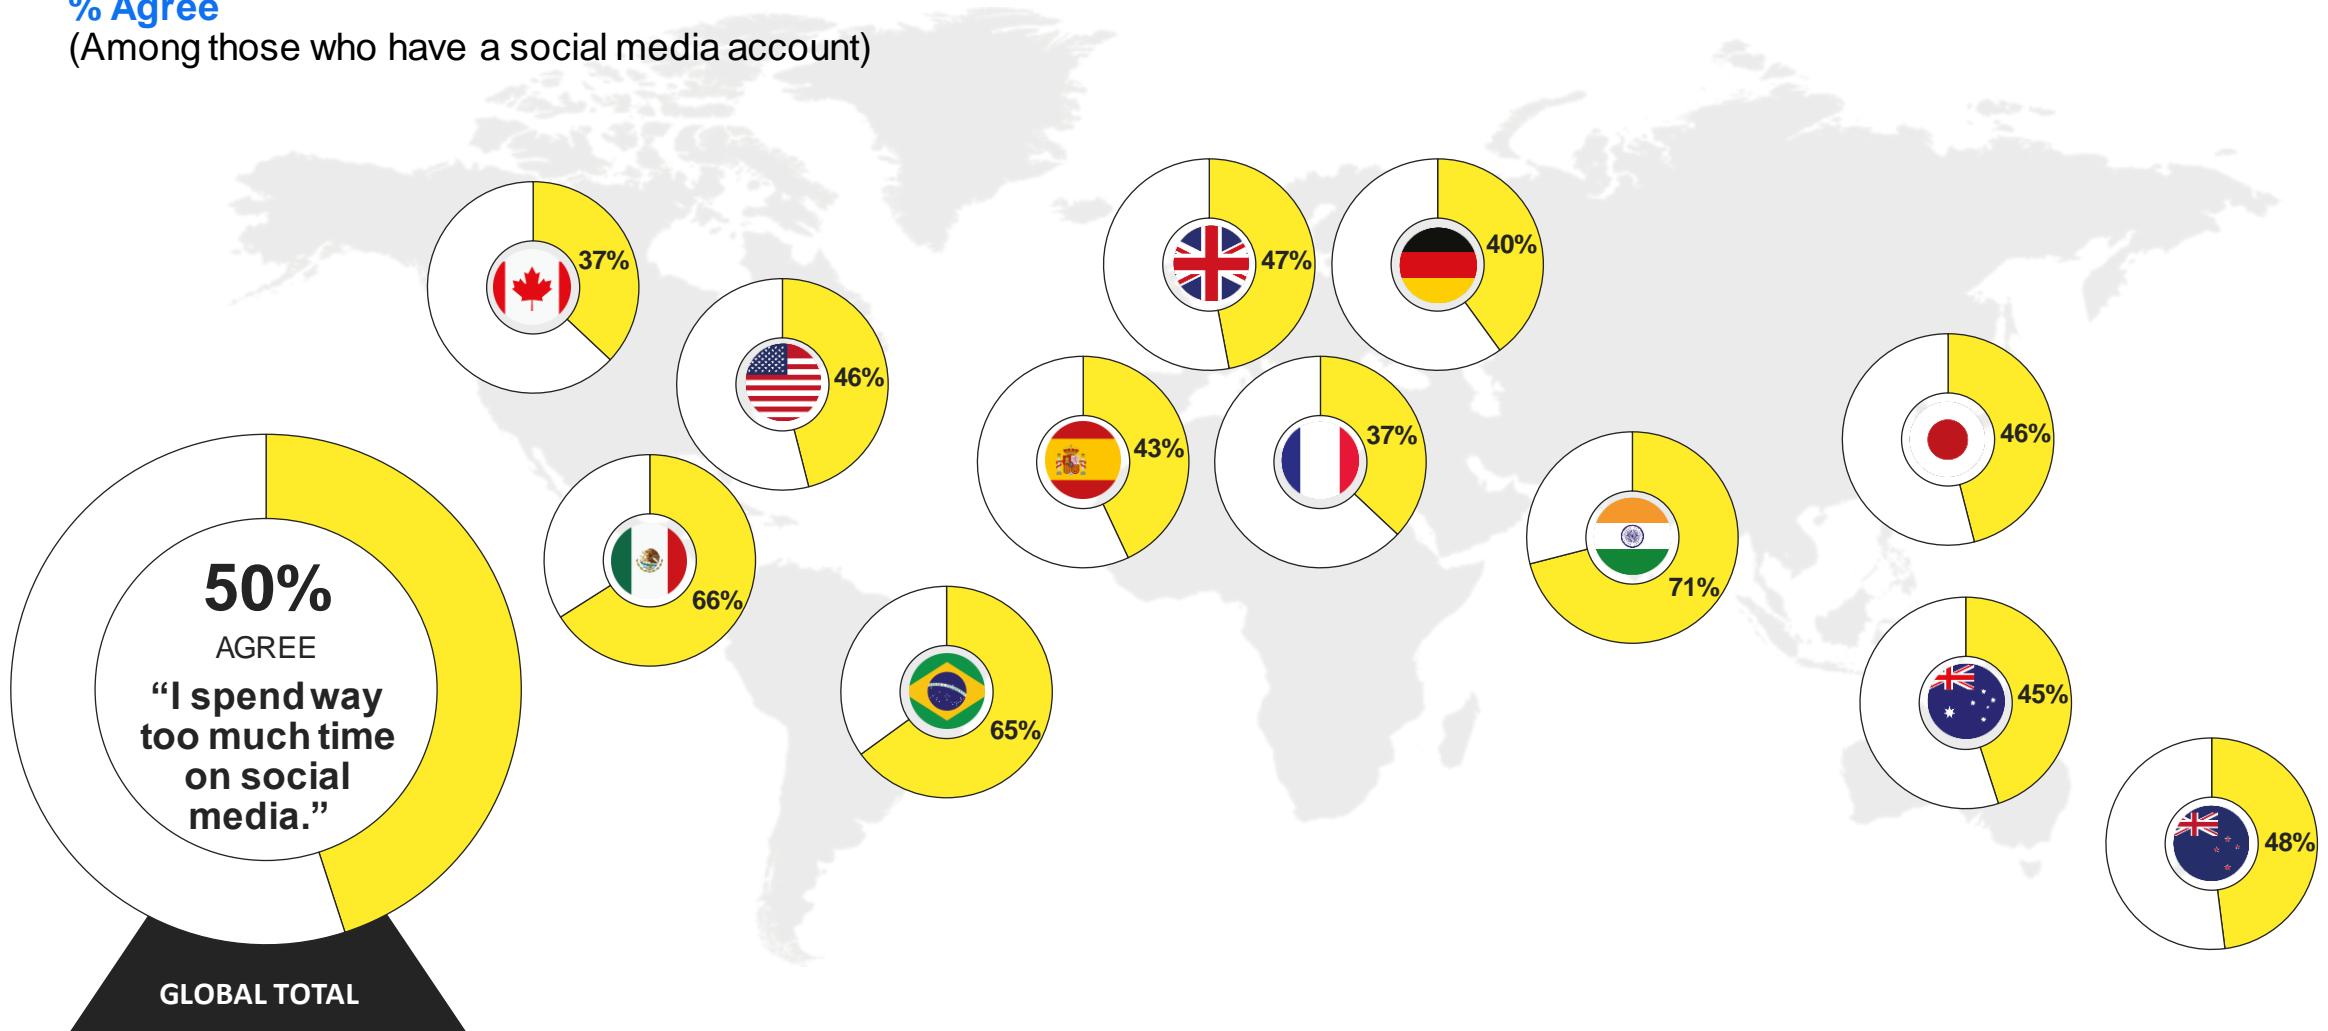 % Agree
(Among those who have a social media account)
37%
46%
66%
65%
47%
40%
43%
37%
71%
46%
45%
48%
50%
AGREE
“I spend way
too much time
on social
media.”
GLOBAL TOTAL